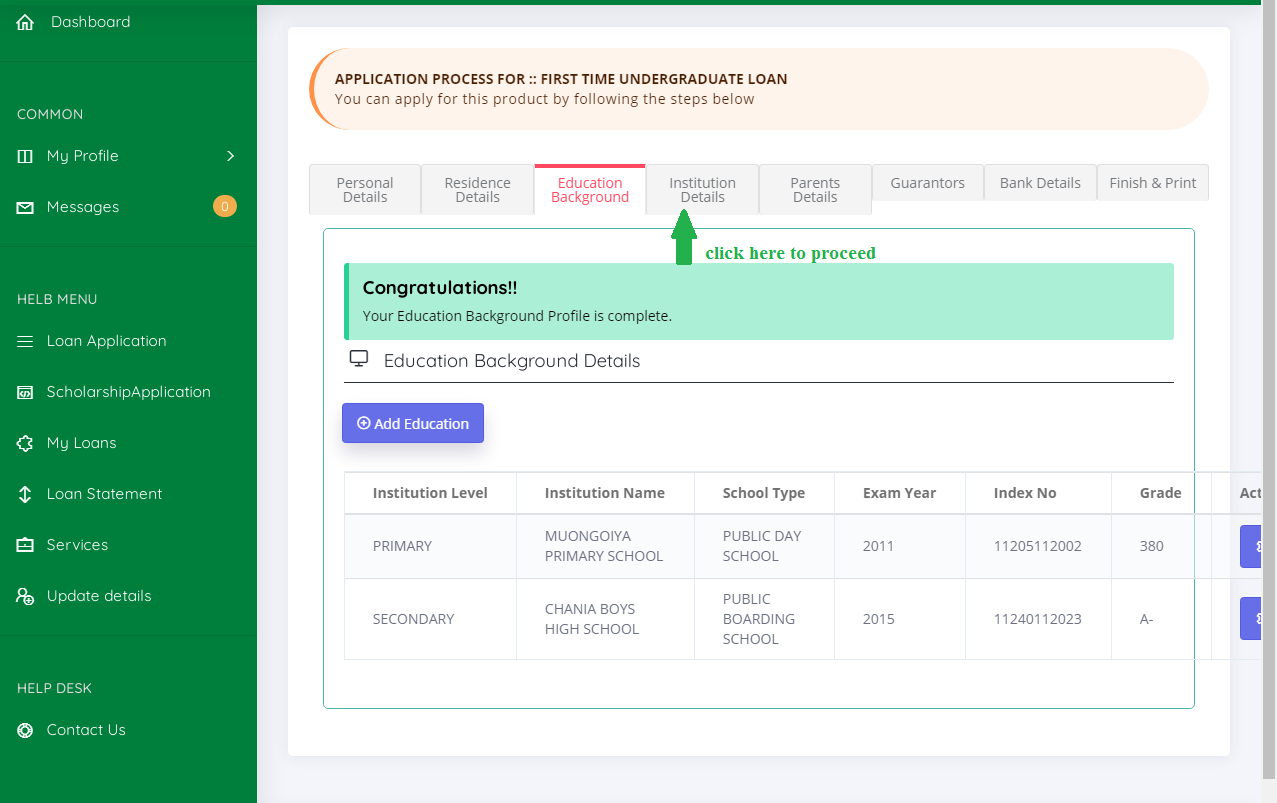 Dashboard
COMMON
My Profile
Messages 0
HELB MENU
Loan Application
ScholarshipApplication
My Loans
Loan Statement
Services
Update details
HELP DESK
Contact Us
APPLICATION PROCESS FOR :: FIRST TIME UNDERGRADUATE LOAN
You can apply for this product by following the steps below
Personal
Details
Residence
Details
Education
Background
Institution
Details
Parents
Details
Guarantors
Bank Details
Finish & Print
click here to proceed
Congratulations!!
Your Education Background Profile is complete.
Education Background Details
Add Education
Institution Level Institution Name School Type Exam Year Index No Grade Act
PRIMARY MUONGOIYA PRIMARY SCHOOL PUBLIC DAY SCHOOL 2011 11205112002 380
SECONDARY CHANIA BOYS HIGH SCHOOL PUBLIC BOARDING SCHOOL 2015 11240112023 A-